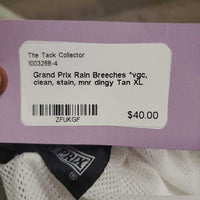 The Tack Collector
1003268-4
Grand Prix Rain Breeches *vgc,
clean, stain, mnr dingy Tan XL
$40.00
ZFUKGF
PRIX